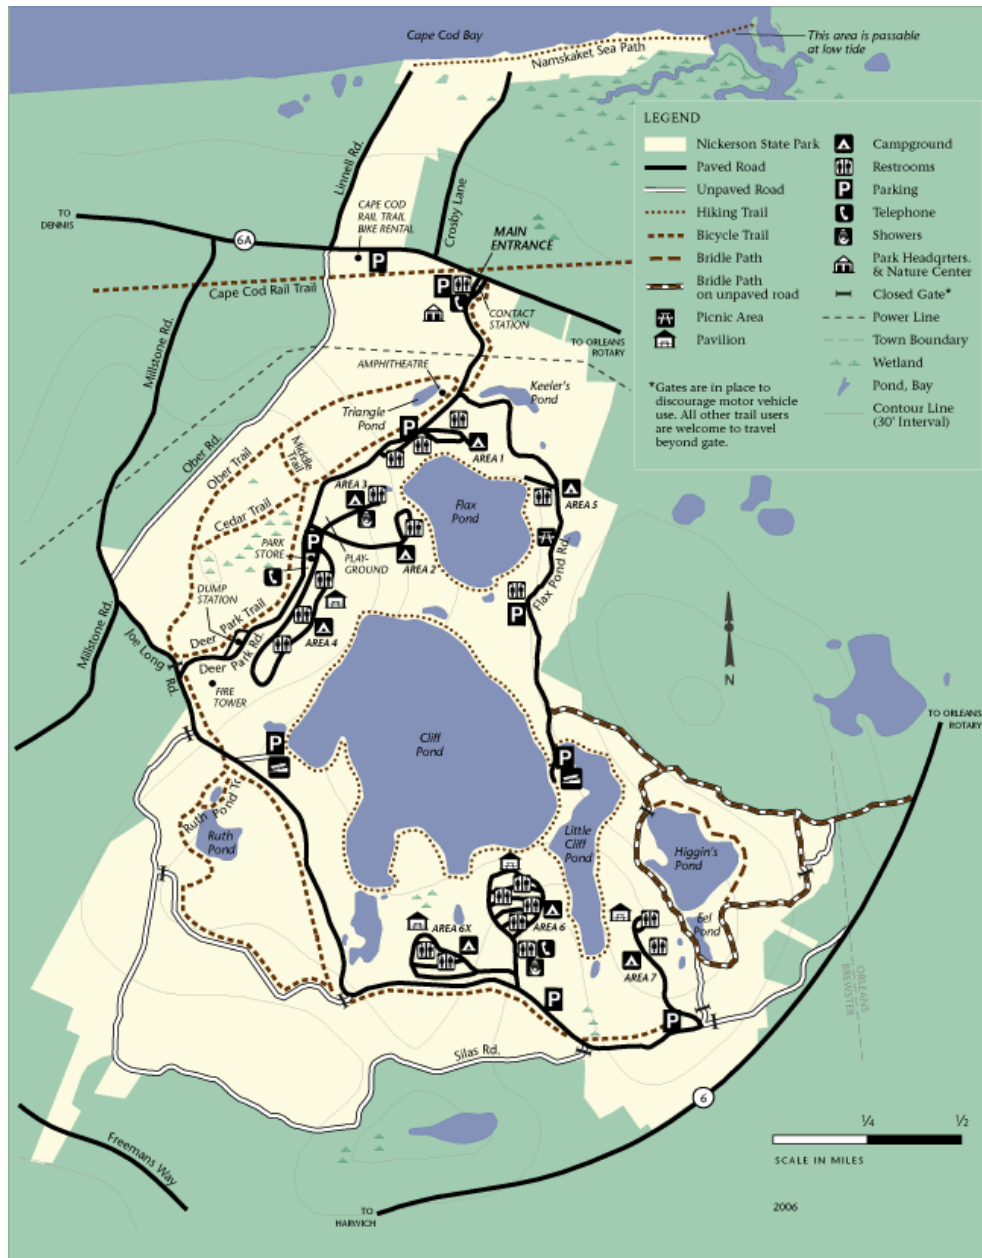 Cape Cod Bay
This area is passable
at low tide
Namskaket Sea Path
LEGEND
Nickerson State Park
Paved Road
Unpaved Road
Hiking Trail
Bicycle Trail
Bridle Path
Bridle Path
on unpaved road
Picnic Area
Pavilion
*Gates are in place to
discourage motor vehicle
use. All other trail users
are welcome to travel
beyond gate.
Campground
Restrooms
P
Parking
Telephone
Showers
Park Headqrters.
& Nature Center
Closed Gate*
Power Line
Town Boundary
Wetland
Pond, Bay
Contour Line
(30' Interval)
Linnell Rd.
Crosby Lane
TO
DENNIS
6A
CAPE COD
RAIL TRAIL
BIKE RENTAL
P
MAIN
ENTRANCE
Cape Cod Rail Trail
P
CONTACT
STATION
TO ORLEANS
ROTARY
Millstone Rd.
AMPHITHEATRE
Keeler's
Pond
Triangle
Pond
P
AREA 1
Ober Rd.
Ober Trail
Middle
Trail
AREA 3
Flax
Pond
AREA 5
Cedar Trail
PARK
STORE
P
PLAY-
GROUND
AREA 2
Flax Pond Rd.
DUMP
STATION
P
Deer Park Trail
AREA 4
Millstone Rd.
Joe Long
Rd.
Deer
Park Rd.
FIRE
TOWER
N
TO ORLEANS
ROTARY
P
Cliff
Pond
P
Ruth Pond Tr.
Ruth
Pond
Little
Cliff
Pond
Higgin's
Pond
Eel
Pond
AREA 6X
AREA 6
AREA 7
P
P
ORLEANS
BREWSTER
Silas Rd.
6
Freemans Way
TO
HARWICH
1/4
1/2
SCALE IN MILES
2006